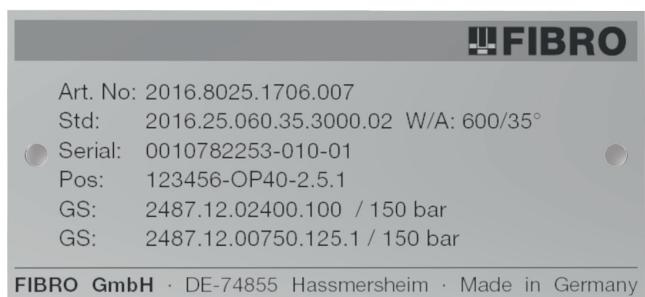 FIBRO
Art. No: 2016.8025.1706.007
Std: 2016.25.060.35.3000.02 W/A: 600/35°
Serial: 0010782253-010-01
Pos: 123456-OP40-2.5.1
GS: 2487.12.02400.100 / 150 bar
GS: 2487.12.00750.125.1 / 150 bar
FIBRO GmbH · DE-74855 Hassmersheim · Made in Germany